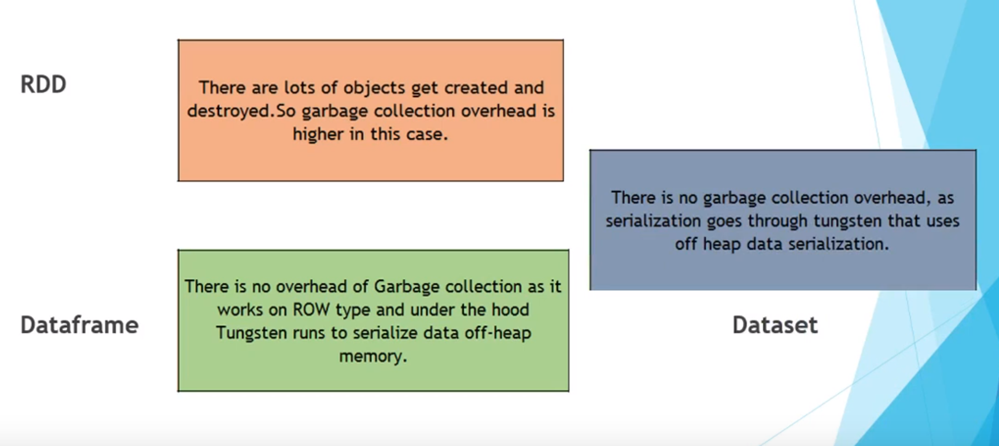 RDD
There are lots of objects get created and
destroyed.So garbage collection overhead is
higher in this case.
There is no garbage collection overhead, as
serialization goes through tungsten that uses
off heap data serialization.
Dataset
Dataframe
There is no overhead of Garbage collection as it
works on ROW type and under the hood
Tungsten runs to serialize data off-heap
memory.